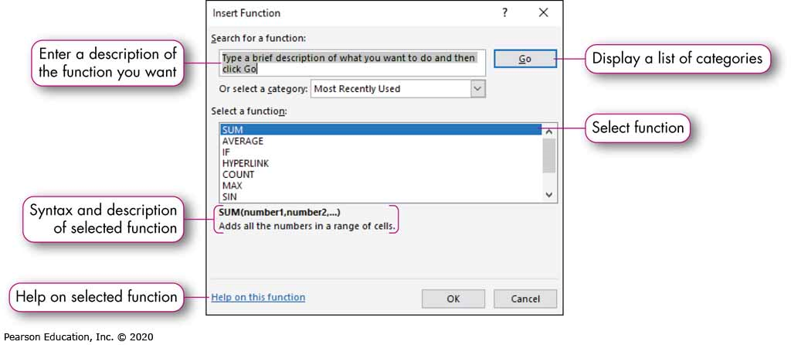 Insert Function
?
Search for a function:
Enter a description of
the function you want
Type a brief description of what you want to do and then
click Go
Go
Display a list of categories
Or select a category:
Most Recently Used
Select a function:
SUM
AVERAGE
IF
HYPERLINK
COUNT
MAX
SIN
Select function
Syntax and description
of selected function
SUM(number1,number2,...)
Adds all the numbers in a range of cells.
Help on selected function
Help on this function
OK
Cancel
Pearson Education, Inc. © 2020